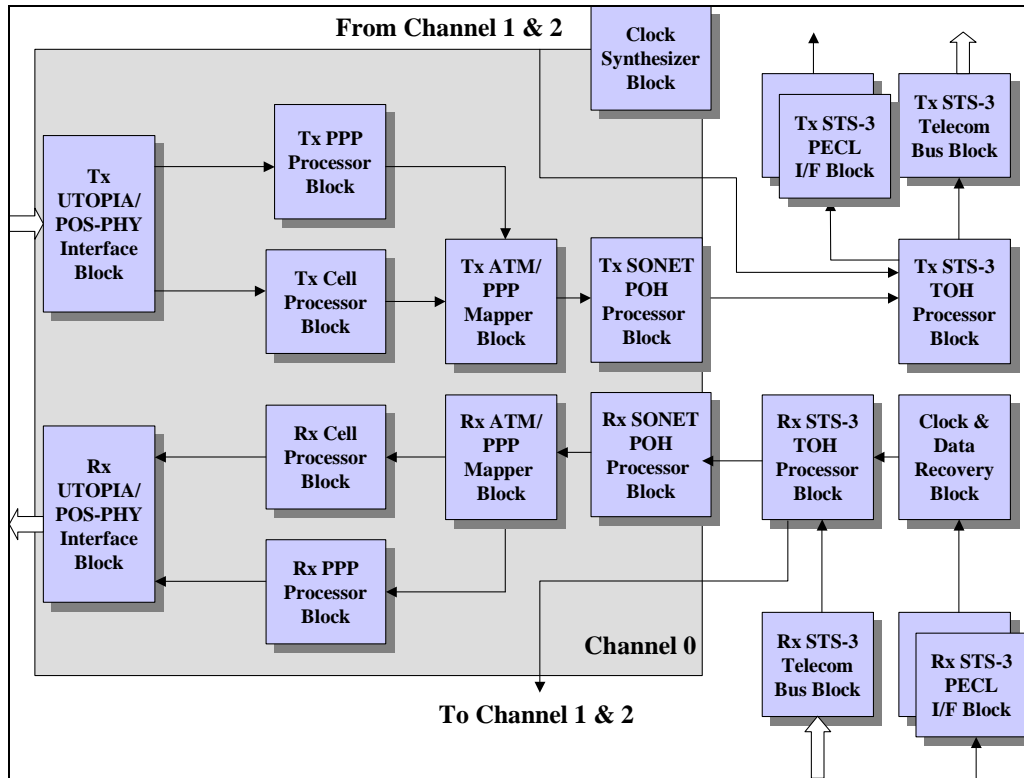 From Channel 1 & 2
Clock
Synthesizer
Block
Tx STS-3
PECL
I/F Block
Tx STS-3
Telecom
Bus Block
Tx
UTOPIA/
POS-PHY
Interface
Block
Tx PPP
Processor
Block
Tx Cell
Processor
Block
Tx ATM/
PPP
Mapper
Block
Tx SONET
POH
Processor
Block
Tx STS-3
TOH
Processor
Block
Rx
UTOPIA/
POS-PHY
Interface
Block
Rx Cell
Processor
Block
Rx ATM/
PPP
Mapper
Block
Rx SONET
POH
Processor
Block
Rx STS-3
TOH
Processor
Block
Clock &
Data
Recovery
Block
Rx PPP
Processor
Block
Channel 0
Rx STS-3
Telecom
Bus Block
Rx STS-3
PECL
I/F Block
To Channel 1 & 2